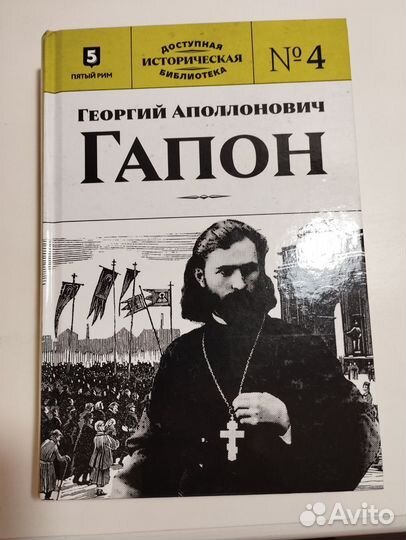 5
ПЯТЫЙ РИМ
ДОСТУПНАЯ
ИСТОРИЧЕСКАЯ
БИБЛИОТЕКА
№4
ГЕОРГИЙ АПОЛЛОНОВИЧ
ГАПОН
Avito